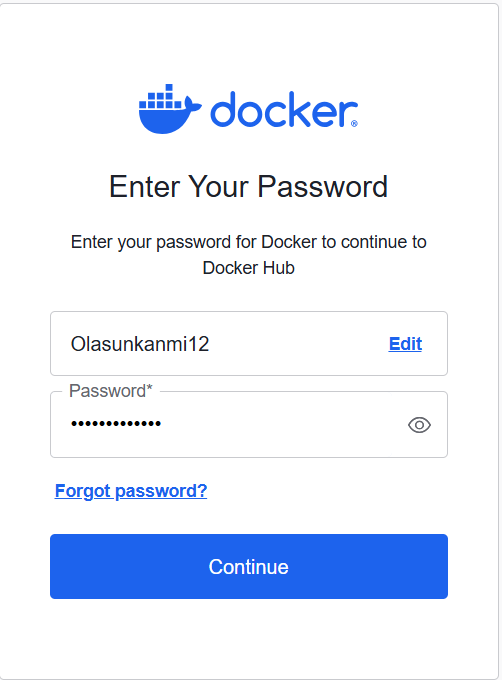 docker®
Enter Your Password
Enter your password for Docker to continue to
Docker Hub
Olasunkanmi12
Edit
Password*
•••••••••••••
Forgot password?
Continue